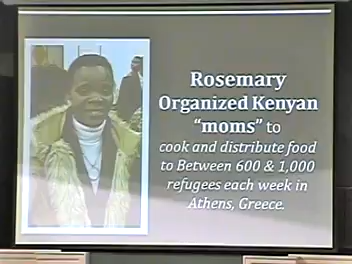 Rosemary
Organized Kenyan
“moms” to
cook and distribute food
to Between 600 & 1,000
refugees each week in
Athens, Greece.